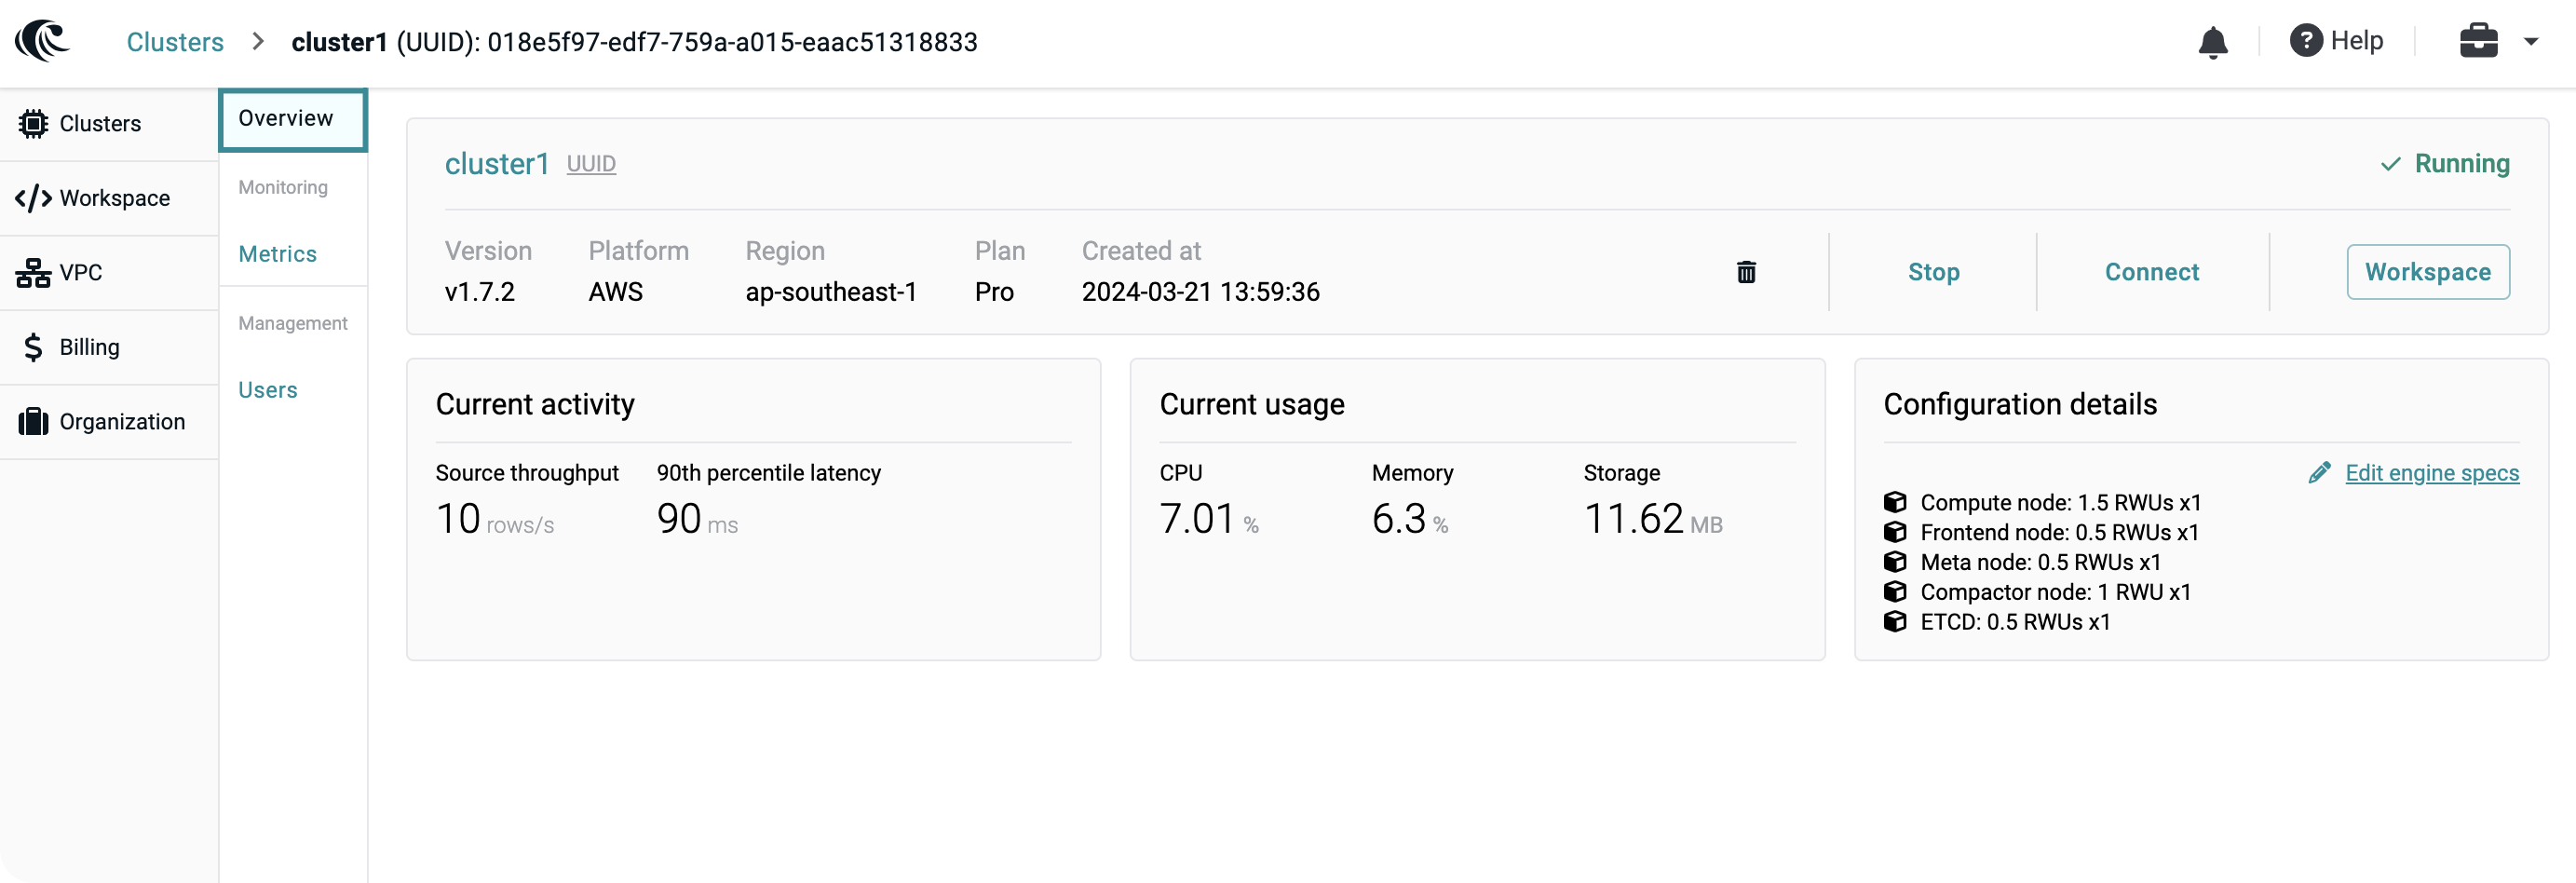 Clusters > cluster1 (UUID): 018e5f97-edf7-759a-a015-eaac51318833
Help
Clusters
Workspace
VPC
Billing
Organization
Overview
Monitoring
Metrics
Management
Users
cluster1 UUID
Running
Version Platform Region Plan Created at
v1.7.2 AWS ap-southeast-1 Pro 2024-03-21 13:59:36
Stop Connect Workspace
Current activity
Source throughput 90th percentile latency
10 rows/s 90 ms
Current usage
CPU Memory Storage
7.01 % 6.3 % 11.62 MB
Configuration details
Edit engine specs
Compute node: 1.5 RWUs x1
Frontend node: 0.5 RWUs x1
Meta node: 0.5 RWUs x1
Compactor node: 1 RWU x1
ETCD: 0.5 RWUs x1